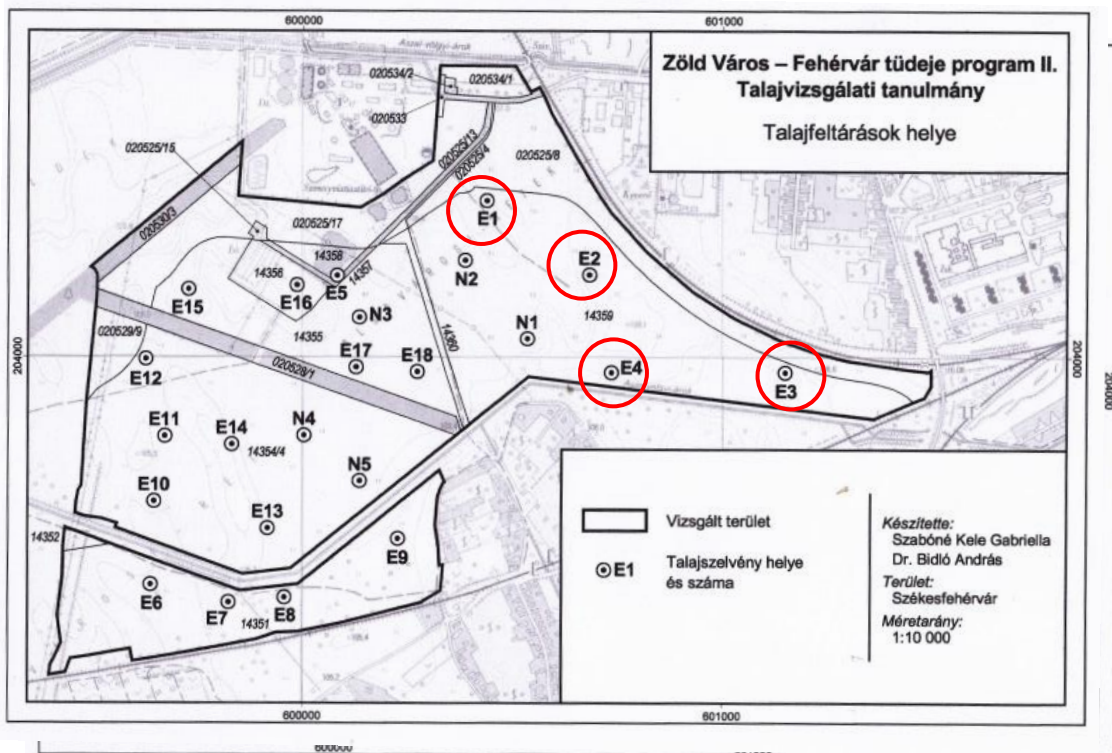 600000
601000
Zöld Város – Fehérvár tüdeje program II.
Talajvizsgálati tanulmány
Talajfeltárások helye
020534/2
020534/1
020533
020525/15
020525/13
020525/4
020525/8
020530/3
020525/17
E1
E2
N2
14358
14357
14356
E16
E5
E15
N3
14355
14359
N1
14360
020529/9
204000
204000
204000
E12
020528/1
E17
E18
E4
E3
E11
E14
14354/4
N4
N5
E10
E13
E9
14352
E6
E7
E8
14351
Vizsgált terület
E1
Talajszelvény helye
és száma
Készítette:
Szabóné Kele Gabriella
Dr. Bidló András
Terület:
Székesfehérvár
Méretarány:
1:10 000
600000
601000